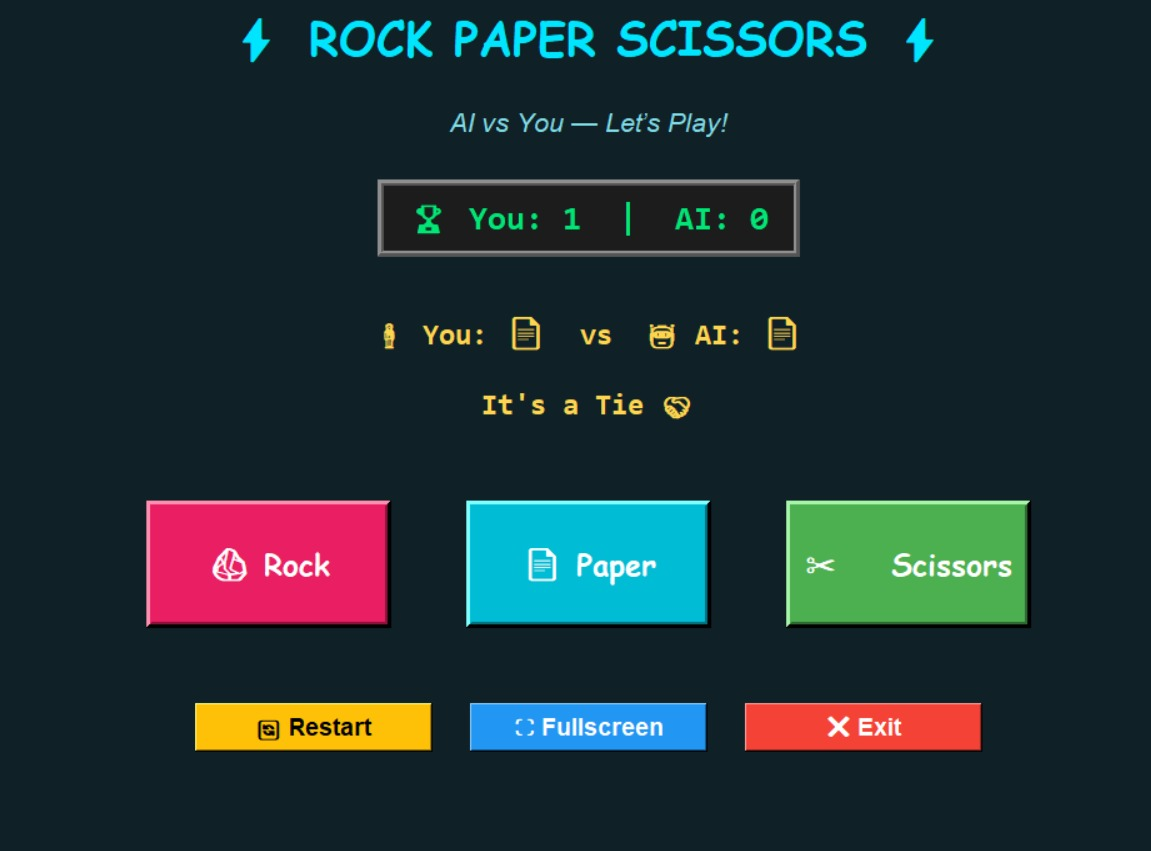 ROCK PAPER SCISSORS
AI vs You — Let's Play!
You: 1 | AI: 0
You: vs AI:
It's a Tie
Rock Paper Scissors
Restart Fullscreen Exit